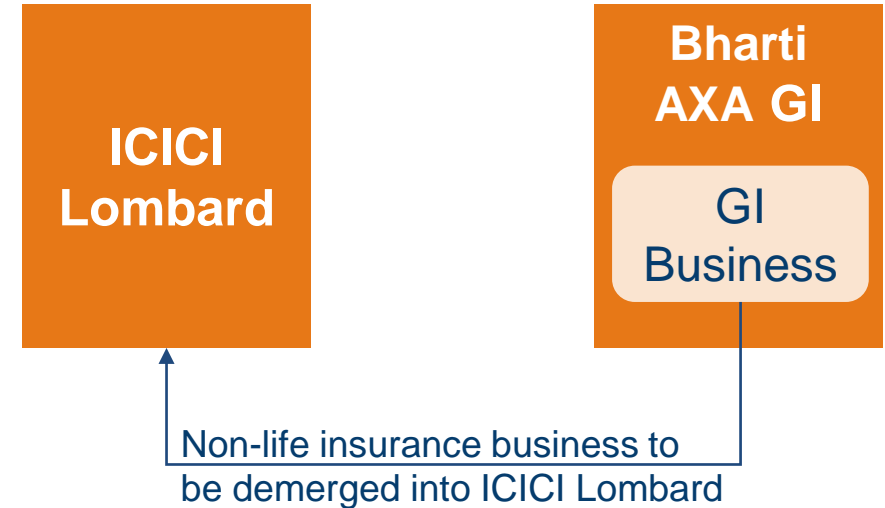 ICICI
Lombard
Bharti
AXA GI
GI
Business
Non-life insurance business to
be demerged into ICICI Lombard